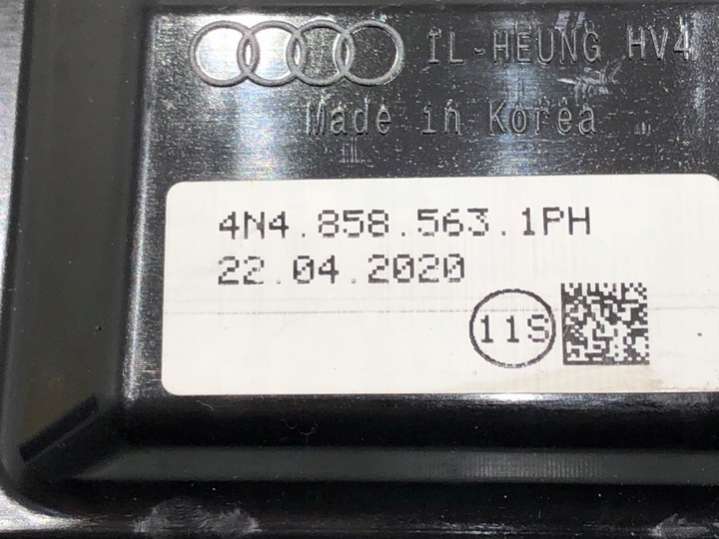 IL-HEUNG HV4
Made in Korea
4N4.858.563.1PH
22.04.2020
11S